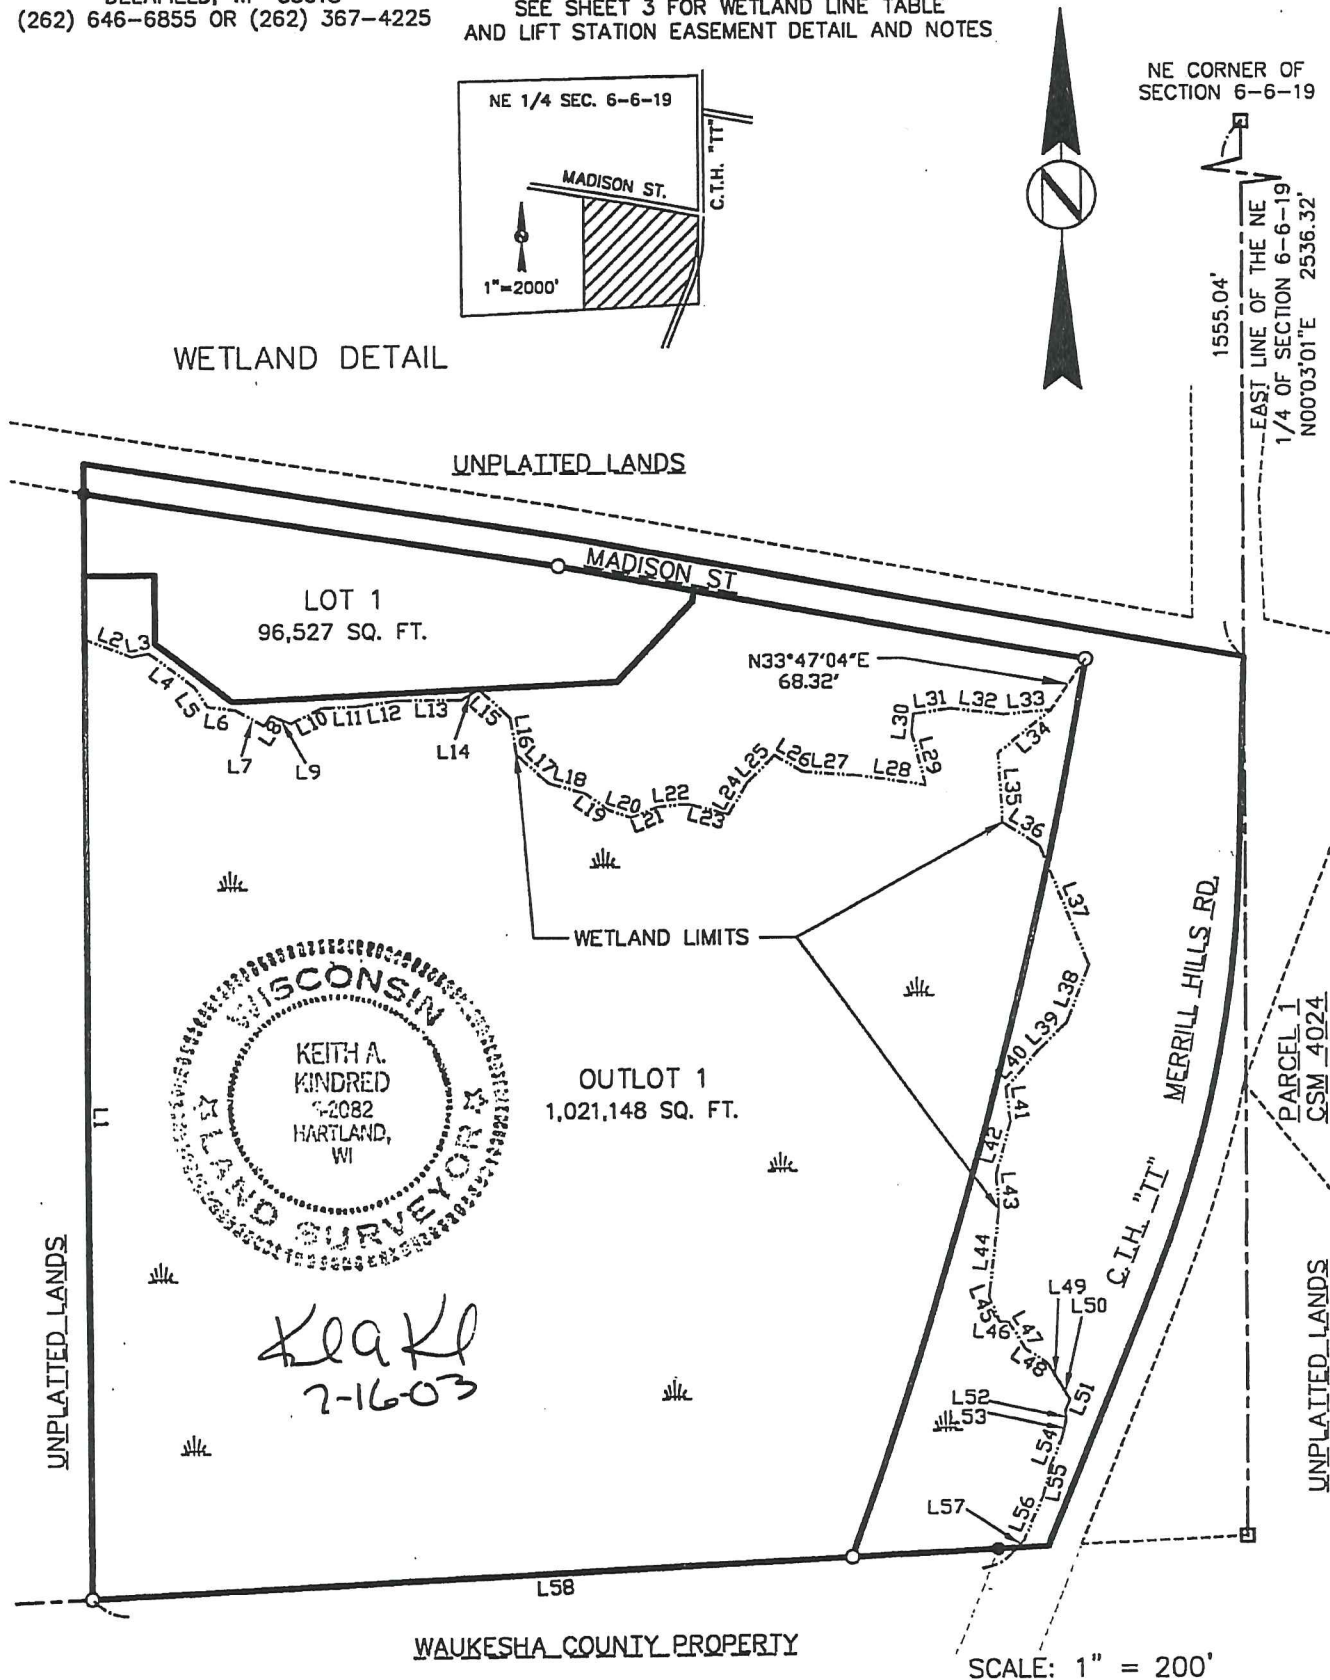 (262) 646-6855 OR (262) 367-4225
SEE SHEET 3 FOR WETLAND LINE TABLE
AND LIFT STATION EASEMENT DETAIL AND NOTES
NE 1/4 SEC. 6-6-19
MADISON ST.
C.T.H. "TT"
1"=2000'
N
NE CORNER OF
SECTION 6-6-19
1555.04'
EAST LINE OF THE NE
1/4 OF SECTION 6-6-19
N00°03'01"E 2536.32'
WETLAND DETAIL
UNPLATTED LANDS
MADISON ST
LOT 1
96,527 SQ. FT.
N33°47'04"E
68.32'
L2
L3
L4
L5
L6
L7
L8
L9
L10
L11
L12
L13
L14
L15
L16
L17
L18
L19
L20
L21
L22
L23
L24
L25
L26
L27
L28
L29
L30
L31
L32
L33
L34
L35
L36
L37
WETLAND LIMITS
L38
L39
L40
L41
L42
L43
L44
L45
L46
L47
L48
L49
L50
L51
L52
L53
L54
L55
L56
L57
L58
L1
WISCONSIN
KEITH A.
KINDRED
S-2082
HARTLAND,
WI
LAND SURVEYOR
OUTLOT 1
1,021,148 SQ. FT.
MERRILL HILLS RD.
C.T.H. "TT"
PARCEL 1
CSM 4024
UNPLATTED LANDS
UNPLATTED LANDS
7-16-03
WAUKESHA COUNTY PROPERTY
SCALE: 1" = 200'